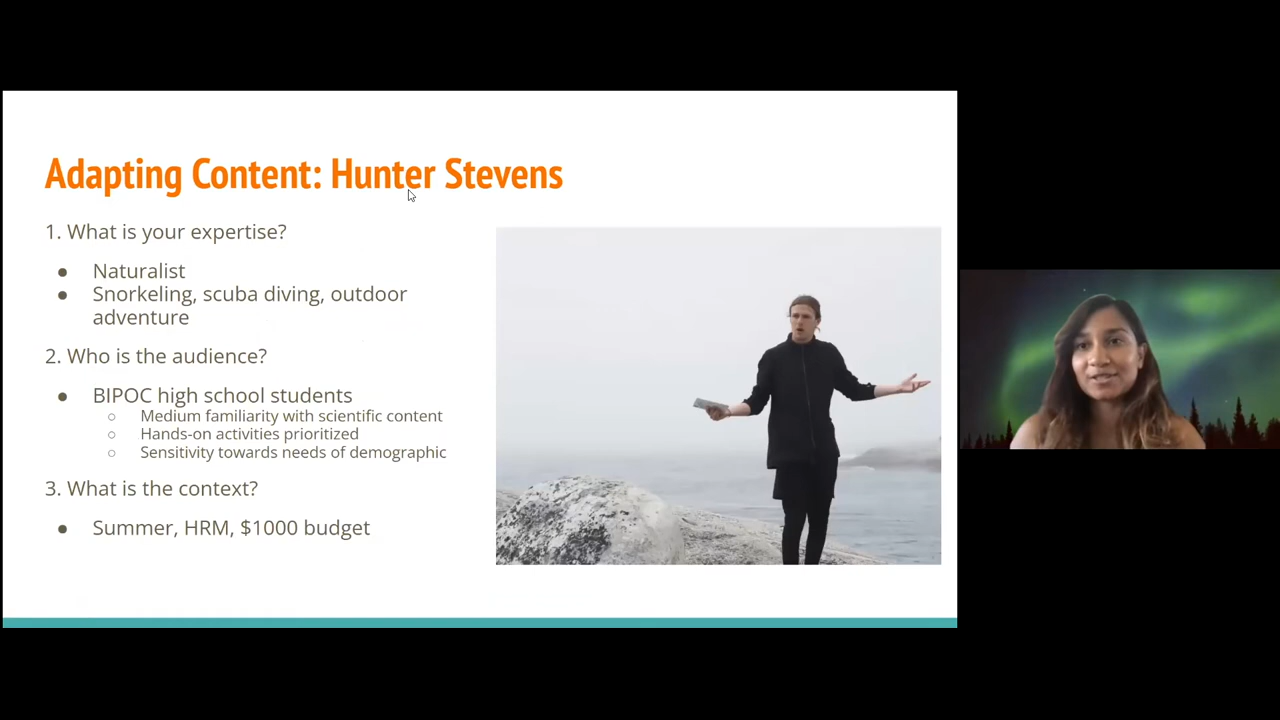 Adapting Content: Hunter Stevens
1. What is your expertise?
● Naturalist
● Snorkeling, scuba diving, outdoor
adventure
2. Who is the audience?
● BIPOC high school students
○ Medium familiarity with scientific content
○ Hands-on activities prioritized
○ Sensitivity towards needs of demographic
3. What is the context?
● Summer, HRM, $1000 budget